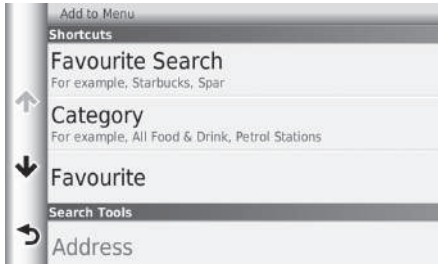 Add to Menu
Shortcuts
Favourite Search
For example, Starbucks, Spar
Category
For example, All Food & Drink, Petrol Stations
Favourite
Search Tools
Address